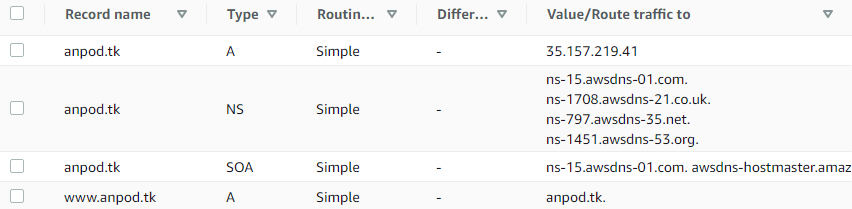 Record name Type Routin... Differ... Value/Route traffic to
anpod.tk A Simple - 35.157.219.41
anpod.tk NS Simple - ns-15.awsdns-01.com.
ns-1708.awsdns-21.co.uk.
ns-797.awsdns-35.net.
ns-1451.awsdns-53.org.
anpod.tk SOA Simple - ns-15.awsdns-01.com. awsdns-hostmaster.amaz
www.anpod.tk A Simple - anpod.tk.